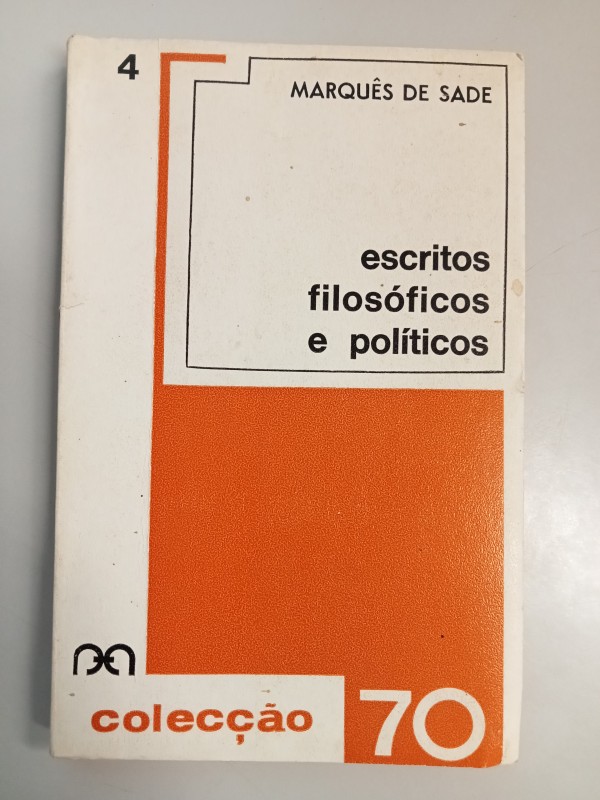 4
MARQUÊS DE SADE
escritos
filosóficos
e políticos
colecção
70